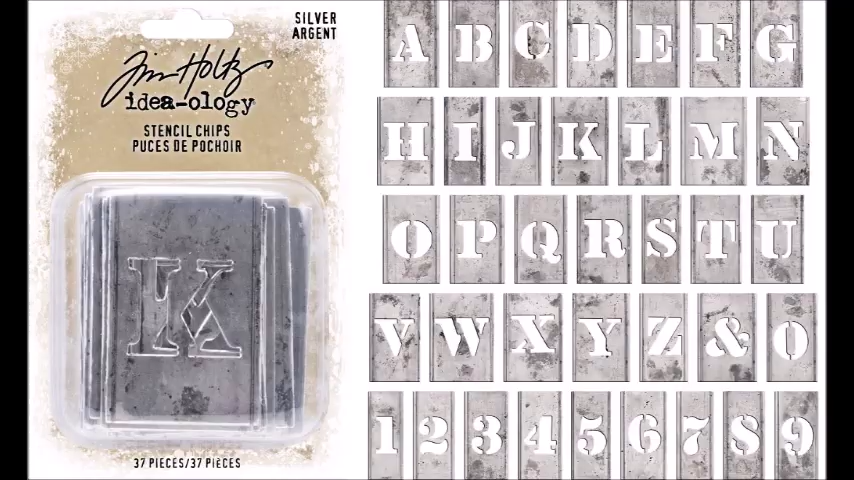 SILVER
ARGENT
Tim Holtz
idea-ology
STENCIL CHIPS
PUCES DE POCHOIR
K
37 PIECES/37 PIÈCES
A B C D E F G
H I J K L M N
O P Q R S T U
V W X Y Z & 0
1 2 3 4 5 6 7 8 9